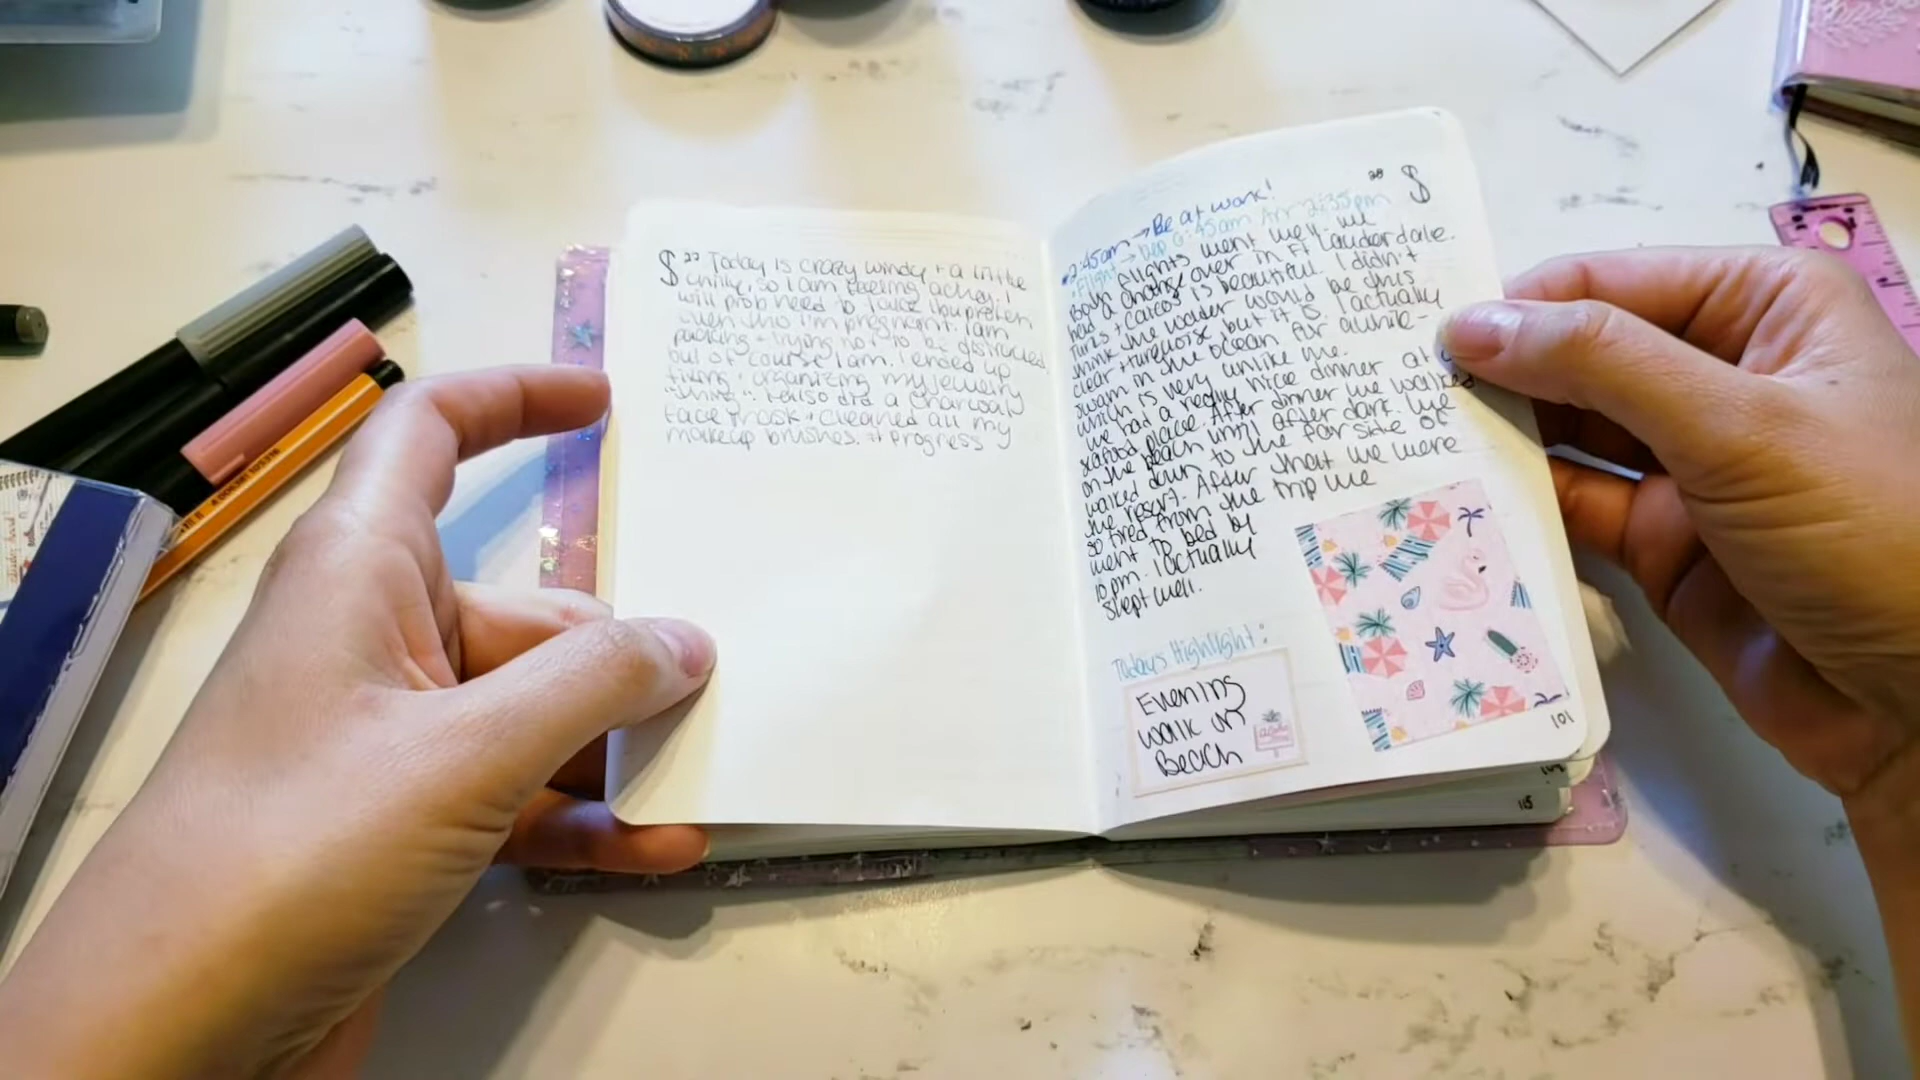 $ 27 Today is crazy windy + a little
chilly, so I am feeling achey. I
will prob need to take Ibuprofen
even tho I'm pregnant. I am
packing + trying not to be distracted
but of course I am. I ended up
fixing + organizing my jewelry
"thing". I also did a charcoal
face mask + cleaned all my
makeup brushes. # Progress
28 $
2:45am → Be at work!
Flight → Dep 6:45am Arr 2:35pm
Both flights went well. We
had a change over in Ft Lauderdale.
Turks + Caicos is beautiful. I didn't
think the water would be this
clear + turquoise, but it is. I actually
swam in the ocean for awhile -
which is very unlike me.
We had a really nice dinner at a
seafood place. After dinner we walked
on the beach until after dark. We
walked down to the far side of
the resort. After that we were
so tired from the trip we
went to bed by
10pm. I actually
slept well.
Todays Highlight:
Evening
walk on
Beach
aloha
101
115